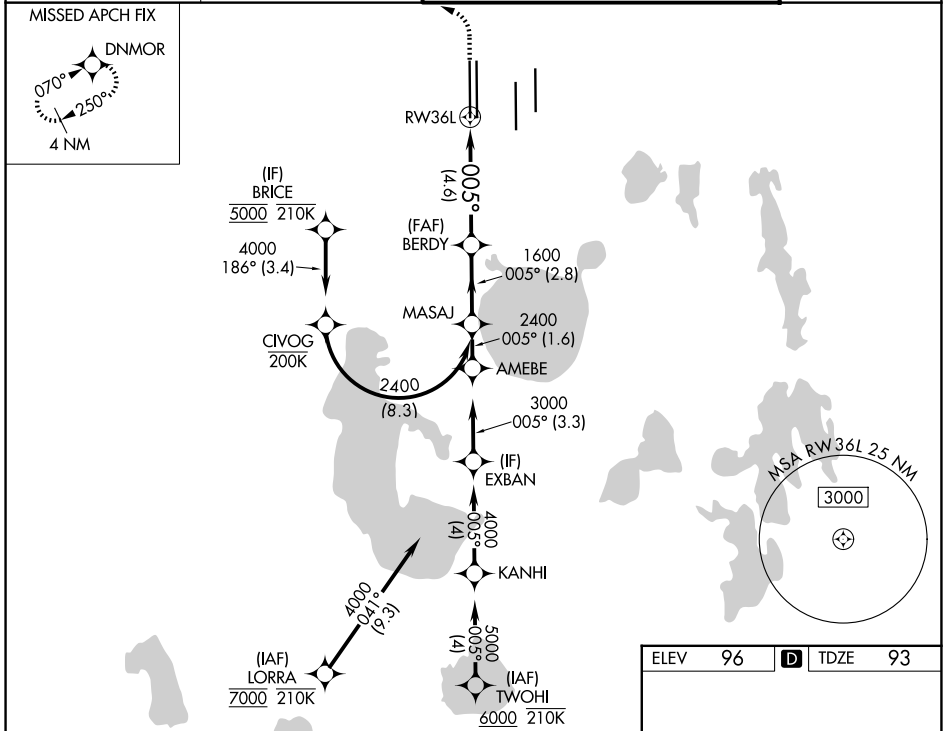 MISSED APCH FIX
DNMOR
070°
250°
4 NM
RW36L
005°
(4.6)
(IF)
BRICE
5000 210K
4000
186° (3.4)
(FAF)
BERDY
1600
005° (2.8)
MASAJ
2400
005° (1.6)
CIVOG
200K
AMEBE
2400
(8.3)
3000
005° (3.3)
(IF)
EXBAN
MSA RW36L 25 NM
3000
4000
005°
(4)
KANHI
4000
041°
(9.3)
5000
005°
(4)
(IAF)
LORRA
7000 210K
(IAF)
TWOHI
6000 210K
ELEV 96 D TDZE 93